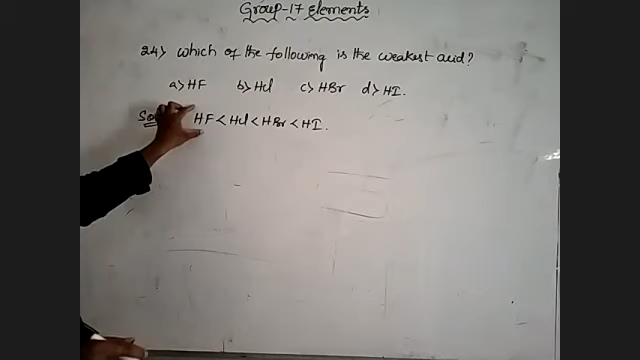 Group-17 Elements
24> which of the following is the weakest acid?
a> HF b> HCl c> HBr d> HI.
HF < HCl < HBr < HI.